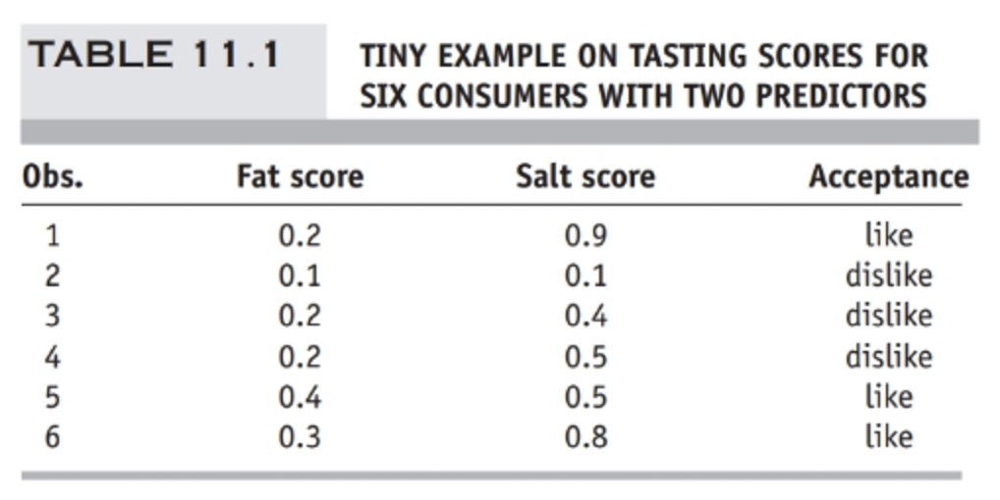 TABLE 11.1
TINY EXAMPLE ON TASTING SCORES FOR
SIX CONSUMERS WITH TWO PREDICTORS
Obs. Fat score Salt score Acceptance
1 0.2 0.9 like
2 0.1 0.1 dislike
3 0.2 0.4 dislike
4 0.2 0.5 dislike
5 0.4 0.5 like
6 0.3 0.8 like